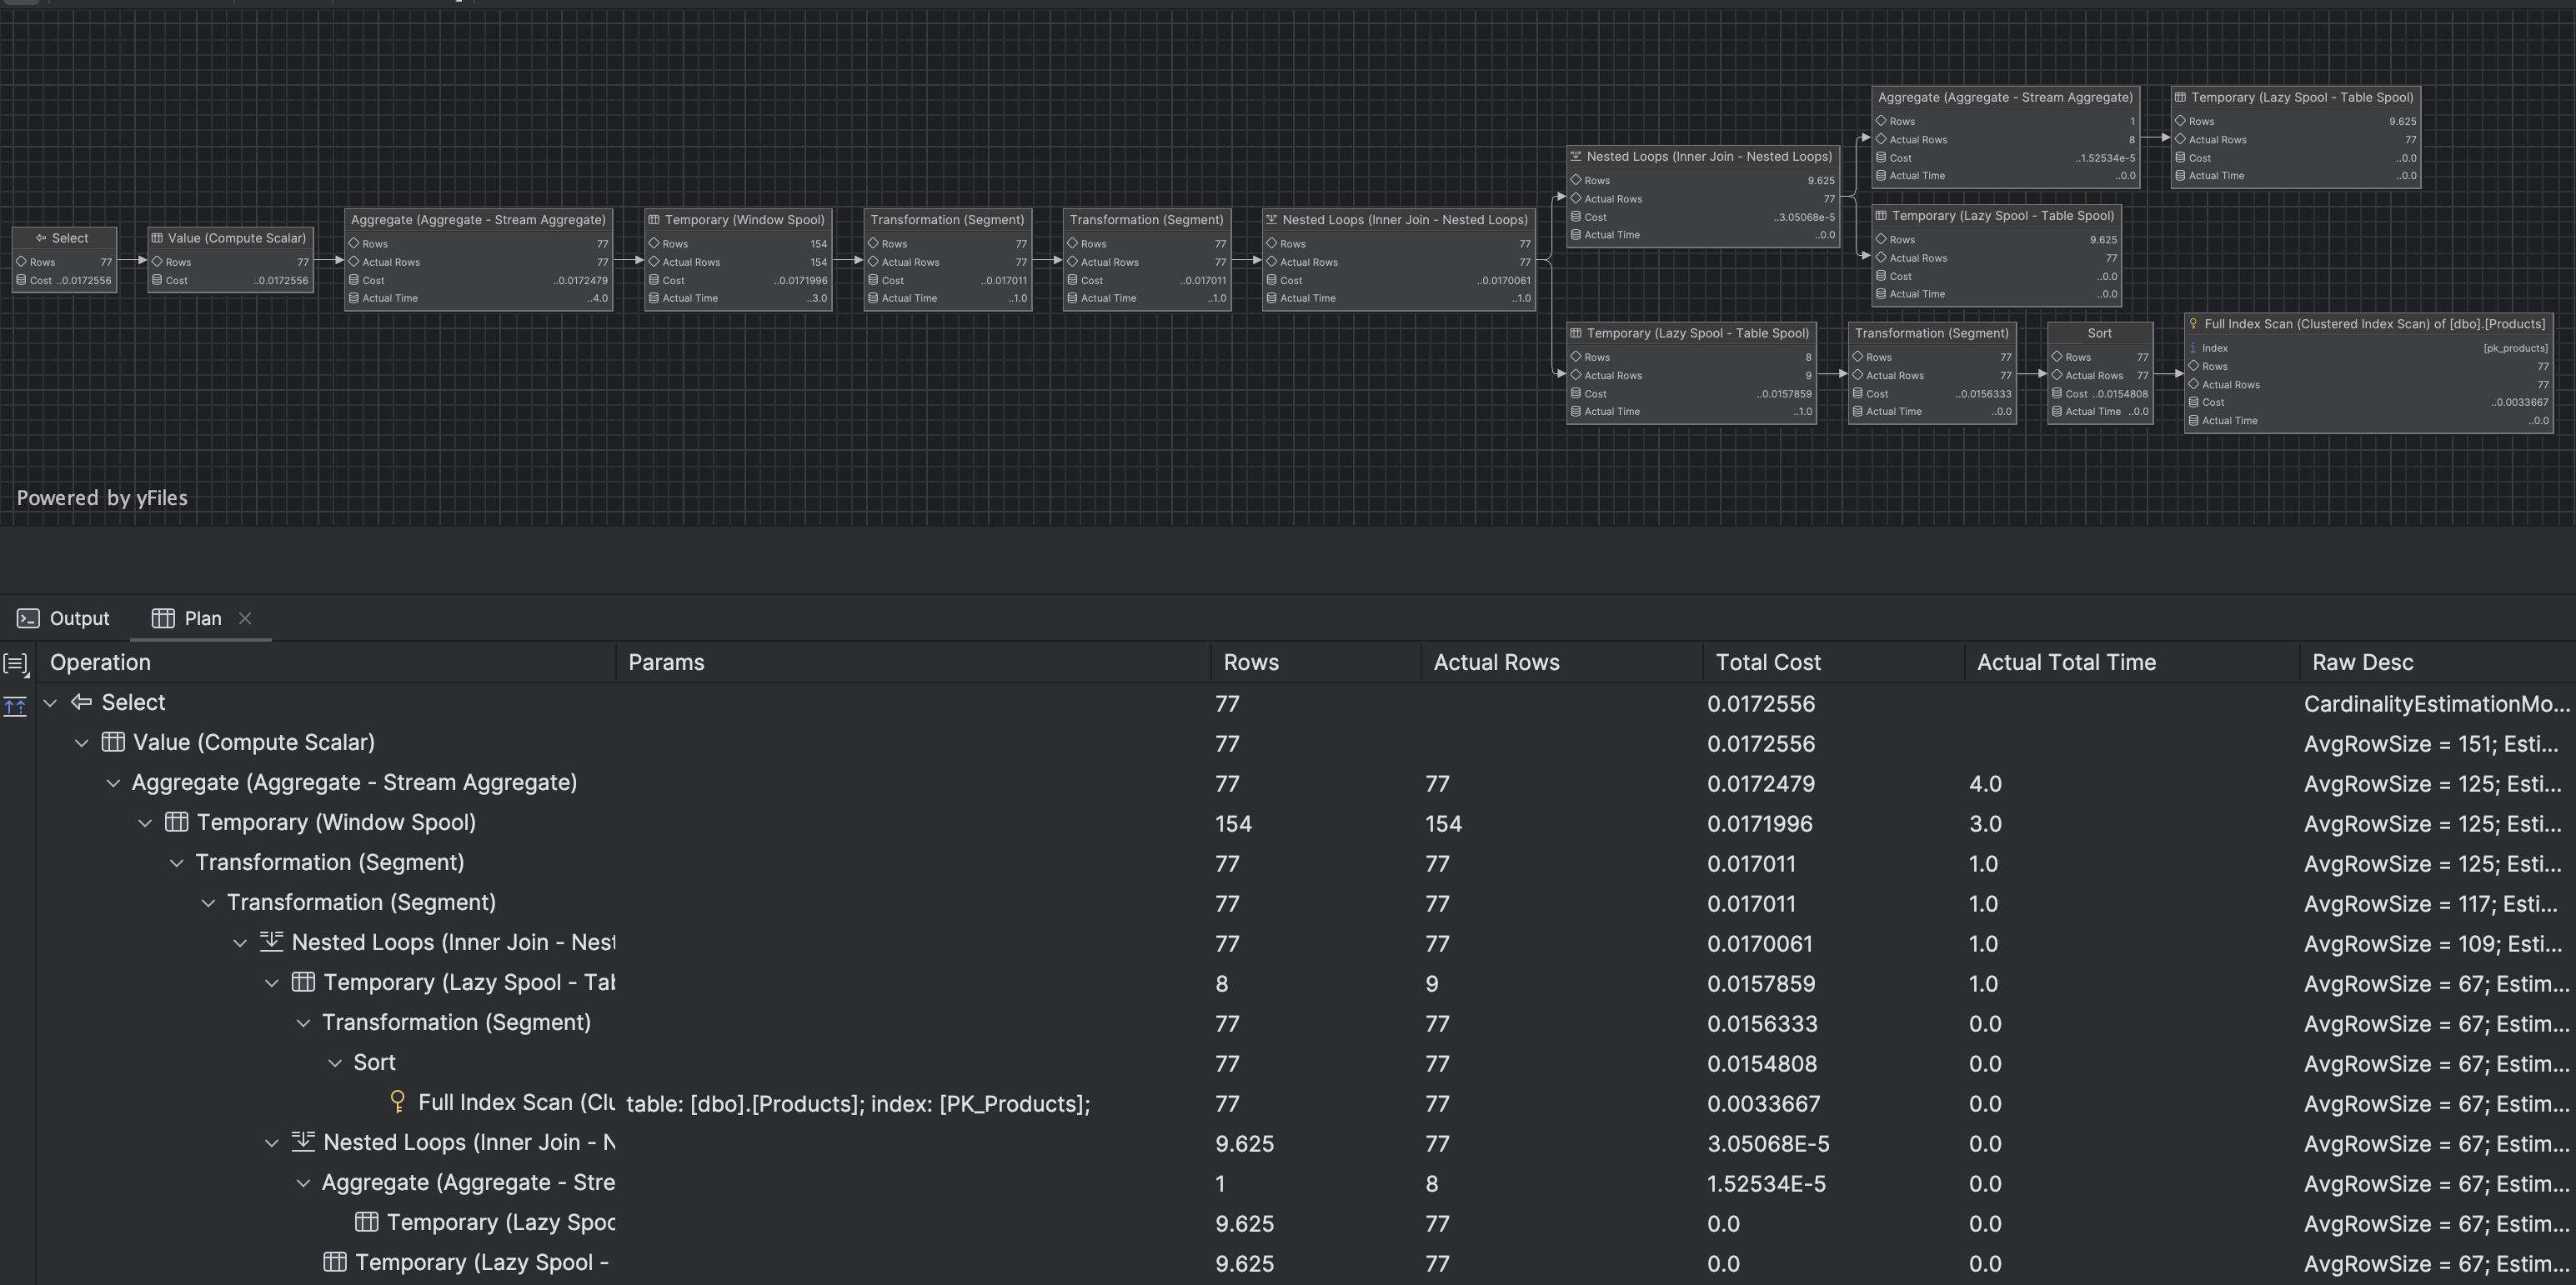 Select
Rows 77
Cost ..0.0172556
Value (Compute Scalar)
Rows 77
Cost ..0.0172556
Aggregate (Aggregate - Stream Aggregate)
Rows 77
Actual Rows 77
Cost ..0.0172479
Actual Time ..4.0
Temporary (Window Spool)
Rows 154
Actual Rows 154
Cost ..0.0171996
Actual Time ..3.0
Transformation (Segment)
Rows 77
Actual Rows 77
Cost ..0.017011
Actual Time ..1.0
Transformation (Segment)
Rows 77
Actual Rows 77
Cost ..0.017011
Actual Time ..1.0
Nested Loops (Inner Join - Nested Loops)
Rows 77
Actual Rows 77
Cost ..0.0170061
Actual Time ..1.0
Nested Loops (Inner Join - Nested Loops)
Rows 9.625
Actual Rows 77
Cost ..3.05068e-5
Actual Time ..0.0
Aggregate (Aggregate - Stream Aggregate)
Rows 1
Actual Rows 8
Cost ..1.52534e-5
Actual Time ..0.0
Temporary (Lazy Spool - Table Spool)
Rows 9.625
Actual Rows 77
Cost ..0.0
Actual Time ..0.0
Temporary (Lazy Spool - Table Spool)
Rows 9.625
Actual Rows 77
Cost ..0.0
Actual Time ..0.0
Temporary (Lazy Spool - Table Spool)
Rows 8
Actual Rows 9
Cost ..0.0157859
Actual Time ..1.0
Transformation (Segment)
Rows 77
Actual Rows 77
Cost ..0.0156333
Actual Time ..0.0
Sort
Rows 77
Actual Rows 77
Cost ..0.0154808
Actual Time ..0.0
Full Index Scan (Clustered Index Scan) of [dbo].[Products]
Index [pk_products]
Rows 77
Actual Rows 77
Cost ..0.0033667
Actual Time ..0.0
Powered by yFiles
Output Plan
Operation Params Rows Actual Rows Total Cost Actual Total Time Raw Desc
Select 77 0.0172556 CardinalityEstimationMo...
Value (Compute Scalar) 77 0.0172556 AvgRowSize = 151; Esti...
Aggregate (Aggregate - Stream Aggregate) 77 77 0.0172479 4.0 AvgRowSize = 125; Esti...
Temporary (Window Spool) 154 154 0.0171996 3.0 AvgRowSize = 125; Esti...
Transformation (Segment) 77 77 0.017011 1.0 AvgRowSize = 125; Esti...
Transformation (Segment) 77 77 0.017011 1.0 AvgRowSize = 117; Esti...
Nested Loops (Inner Join - Nest 77 77 0.0170061 1.0 AvgRowSize = 109; Esti...
Temporary (Lazy Spool - Tab 8 9 0.0157859 1.0 AvgRowSize = 67; Estim...
Transformation (Segment) 77 77 0.0156333 0.0 AvgRowSize = 67; Estim...
Sort 77 77 0.0154808 0.0 AvgRowSize = 67; Estim...
Full Index Scan (Clu table: [dbo].[Products]; index: [PK_Products]; 77 77 0.0033667 0.0 AvgRowSize = 67; Estim...
Nested Loops (Inner Join - N 9.625 77 3.05068E-5 0.0 AvgRowSize = 67; Estim...
Aggregate (Aggregate - Stre 1 8 1.52534E-5 0.0 AvgRowSize = 67; Estim...
Temporary (Lazy Spoo 9.625 77 0.0 0.0 AvgRowSize = 67; Estim...
Temporary (Lazy Spool - 9.625 77 0.0 0.0 AvgRowSize = 67; Estim...